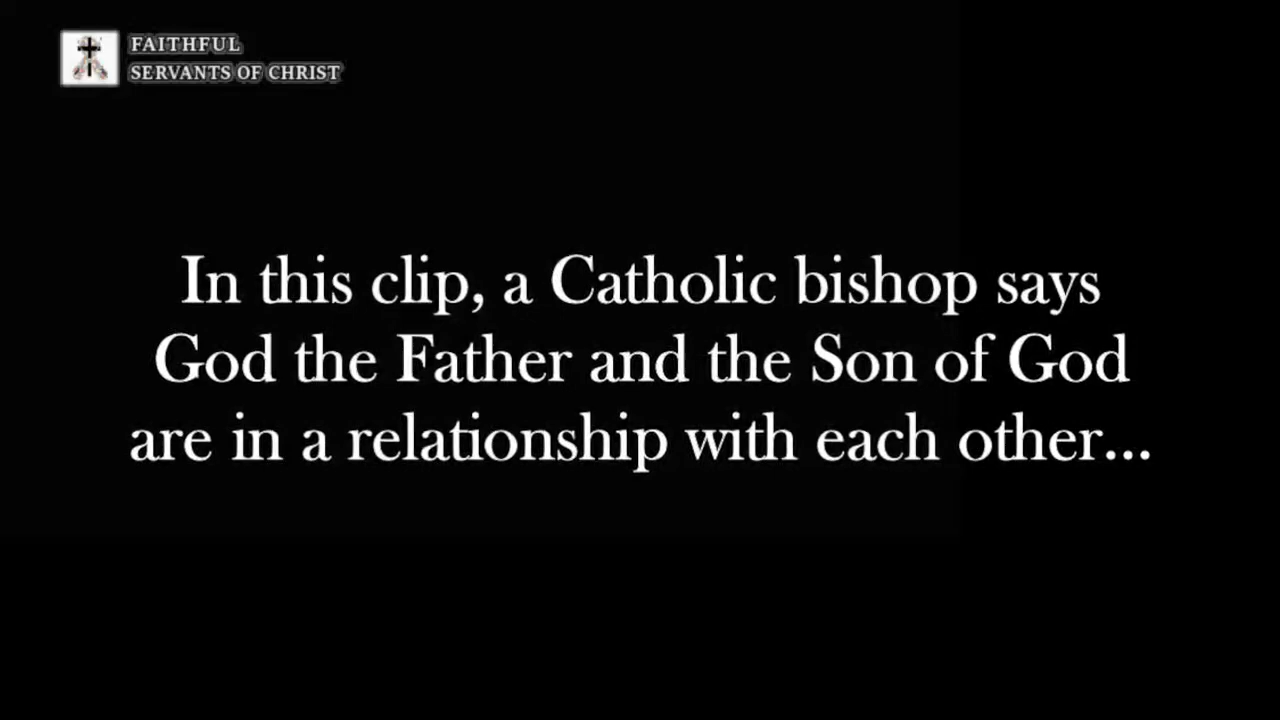 FAITHFUL
SERVANTS OF CHRIST
In this clip, a Catholic bishop says
God the Father and the Son of God
are in a relationship with each other...